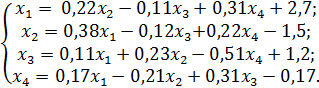 x₁ = 0,22x₂ − 0,11x₃ + 0,31x₄ + 2,7;
x₂ = 0,38x₁ − 0,12x₃+0,22x₄ − 1,5;
x₃ = 0,11x₁ + 0,23x₂ − 0,51x₄ + 1,2;
x₄ = 0,17x₁ − 0,21x₂ + 0,31x₃ − 0,17.